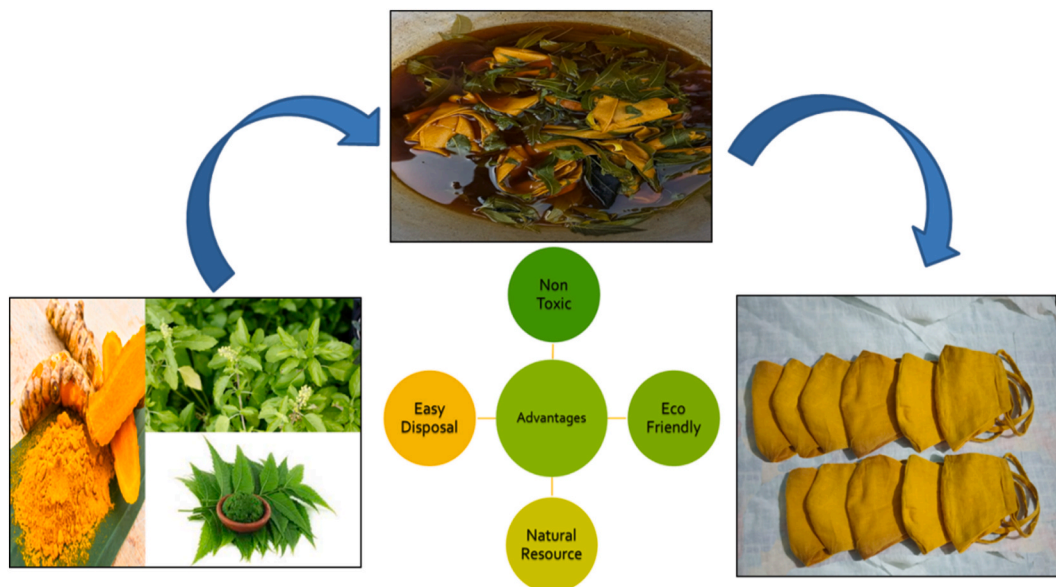 Non
Toxic
Easy
Disposal
Advantages
Eco
Friendly
Natural
Resource